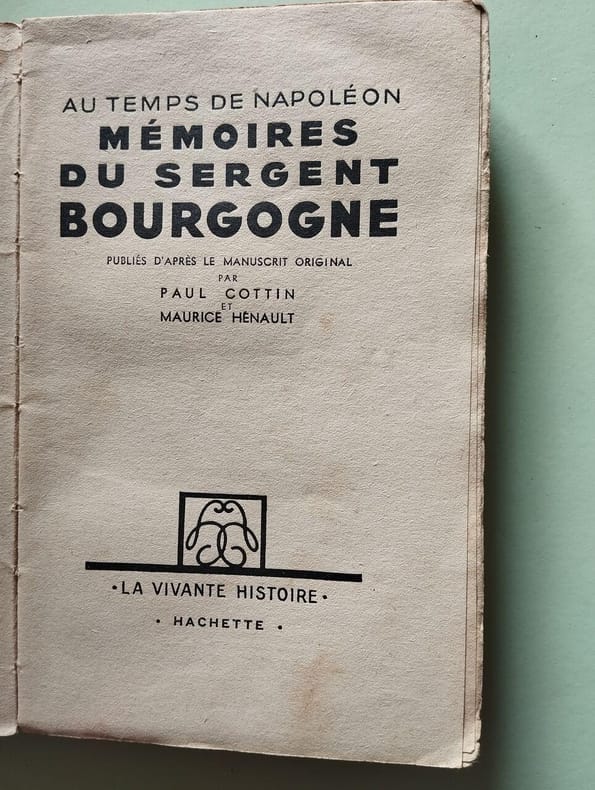 AU TEMPS DE NAPOLÉON
MÉMOIRES
DU SERGENT
BOURGOGNE
PUBLIÉS D'APRÈS LE MANUSCRIT ORIGINAL
PAR
PAUL COTTIN
ET
MAURICE HÉNAULT
• LA VIVANTE HISTOIRE •
• HACHETTE •